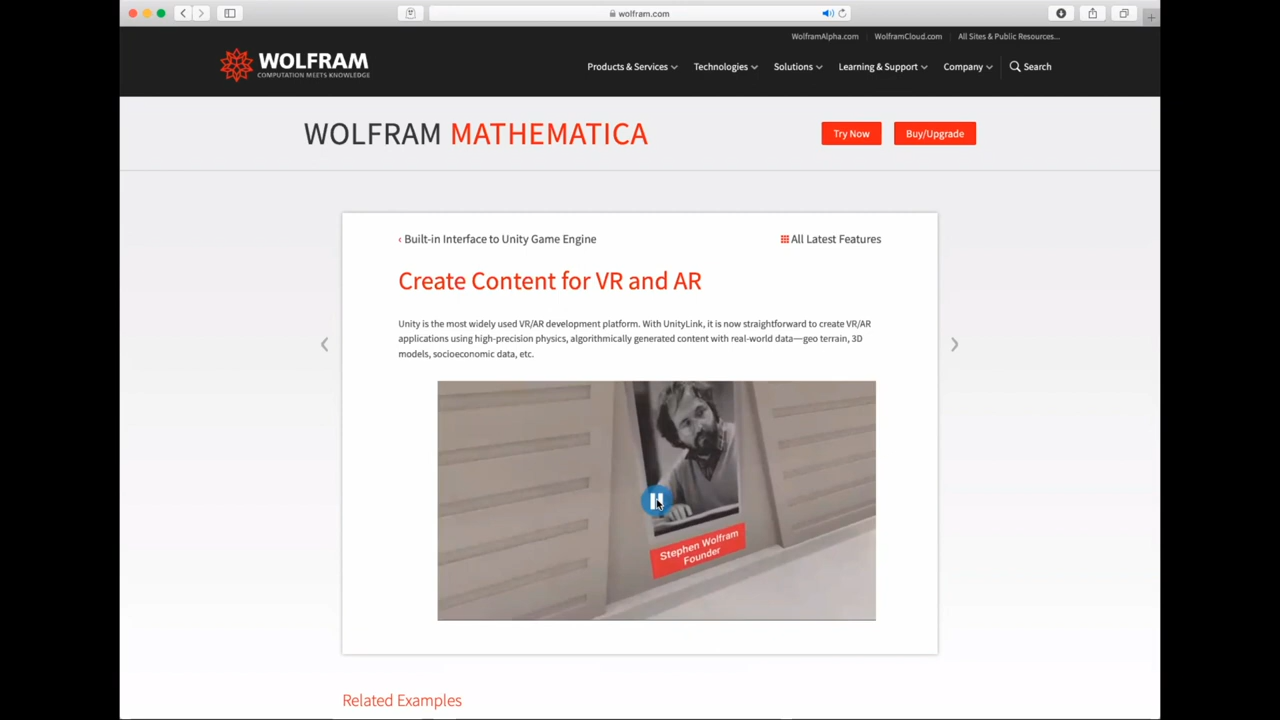 wolfram.com
WolframAlpha.com
WolframCloud.com
All Sites & Public Resources...
WOLFRAM
COMPUTATION MEETS KNOWLEDGE
Products & Services
Technologies
Solutions
Learning & Support
Company
Search
WOLFRAM MATHEMATICA
Try Now
Buy/Upgrade
‹ Built-in Interface to Unity Game Engine
All Latest Features
Create Content for VR and AR
Unity is the most widely used VR/AR development platform. With UnityLink, it is now straightforward to create VR/AR
applications using high-precision physics, algorithmically generated content with real-world data—geo terrain, 3D
models, socioeconomic data, etc.
Stephen Wolfram
Founder
Related Examples